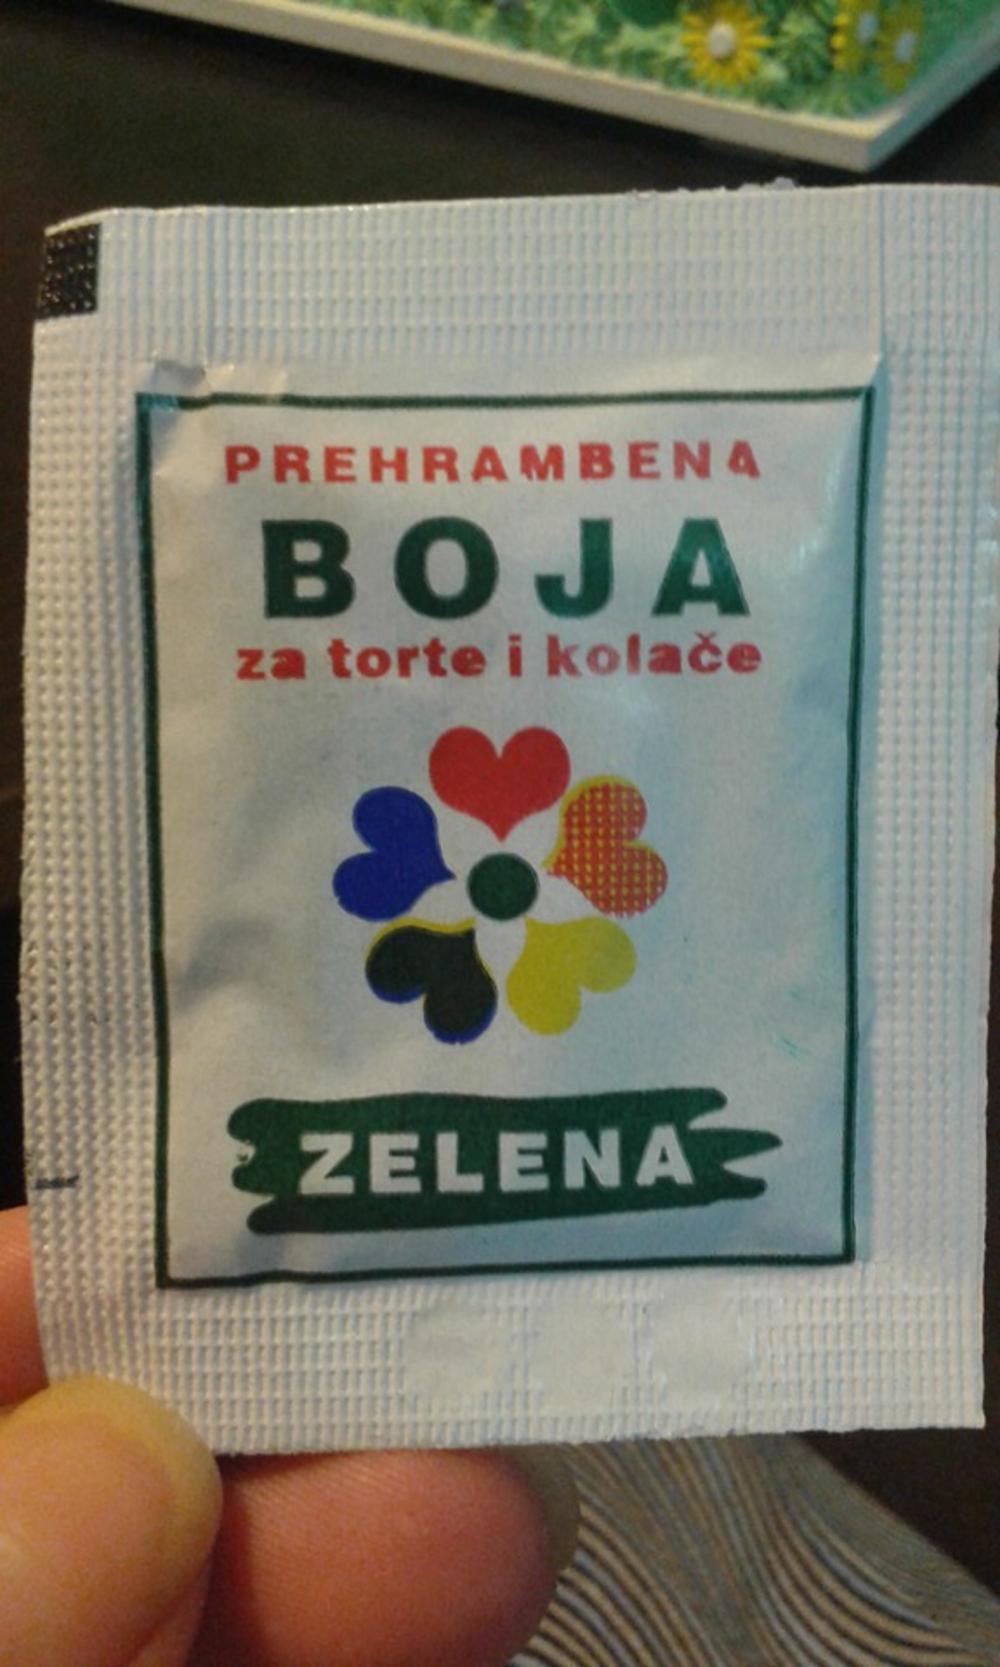 PREHRAMBENA
BOJA
za torte i kolače
ZELENA